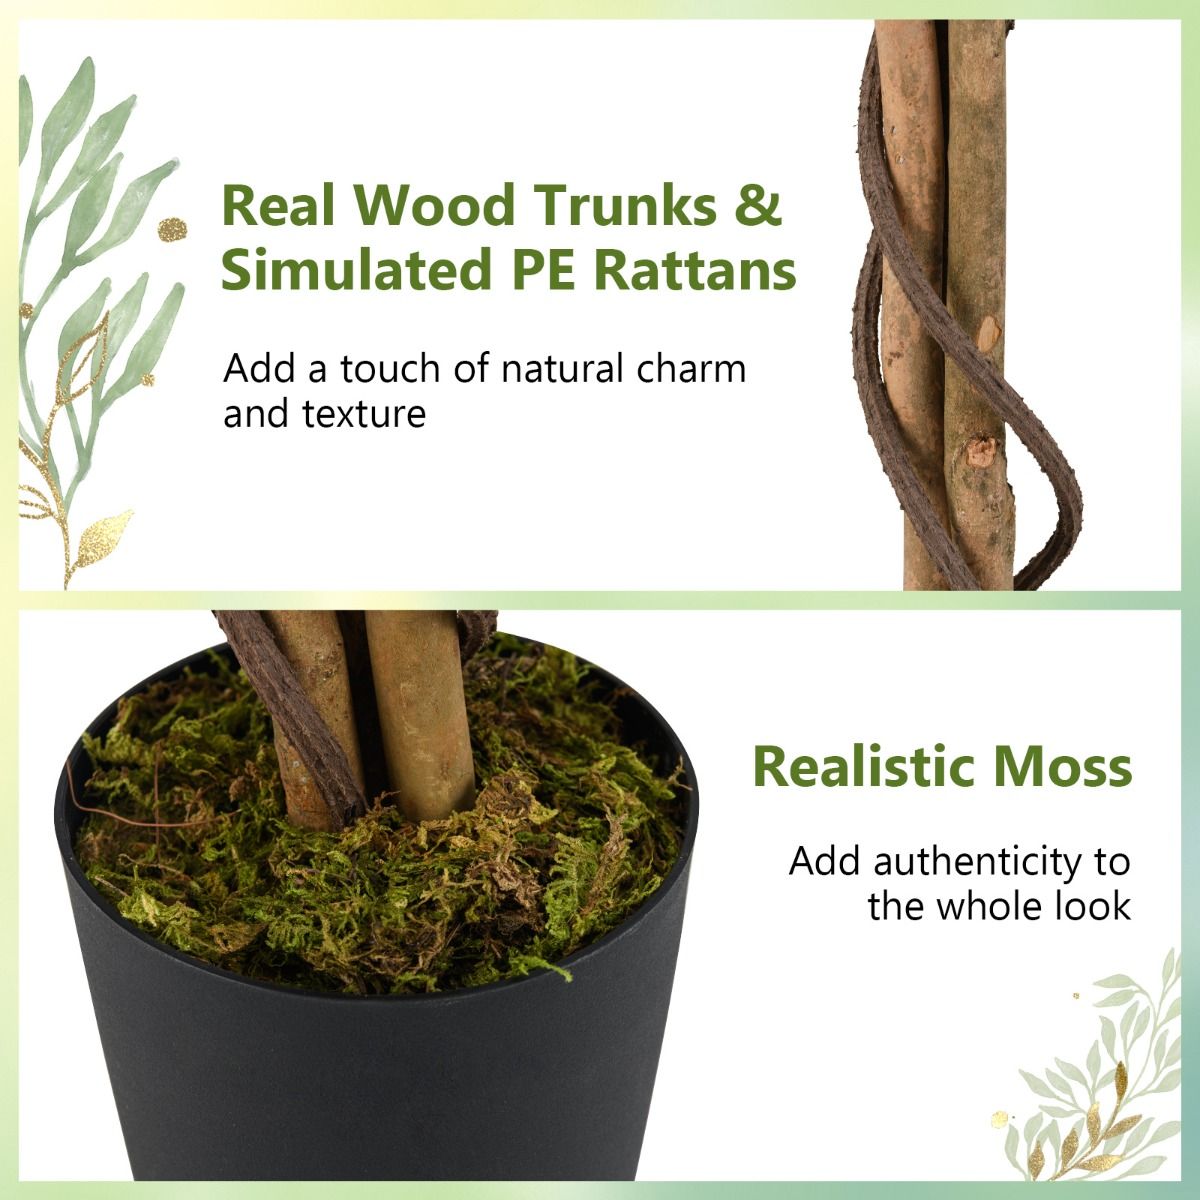 Real Wood Trunks &
Simulated PE Rattans
Add a touch of natural charm
and texture
Realistic Moss
Add authenticity to
the whole look